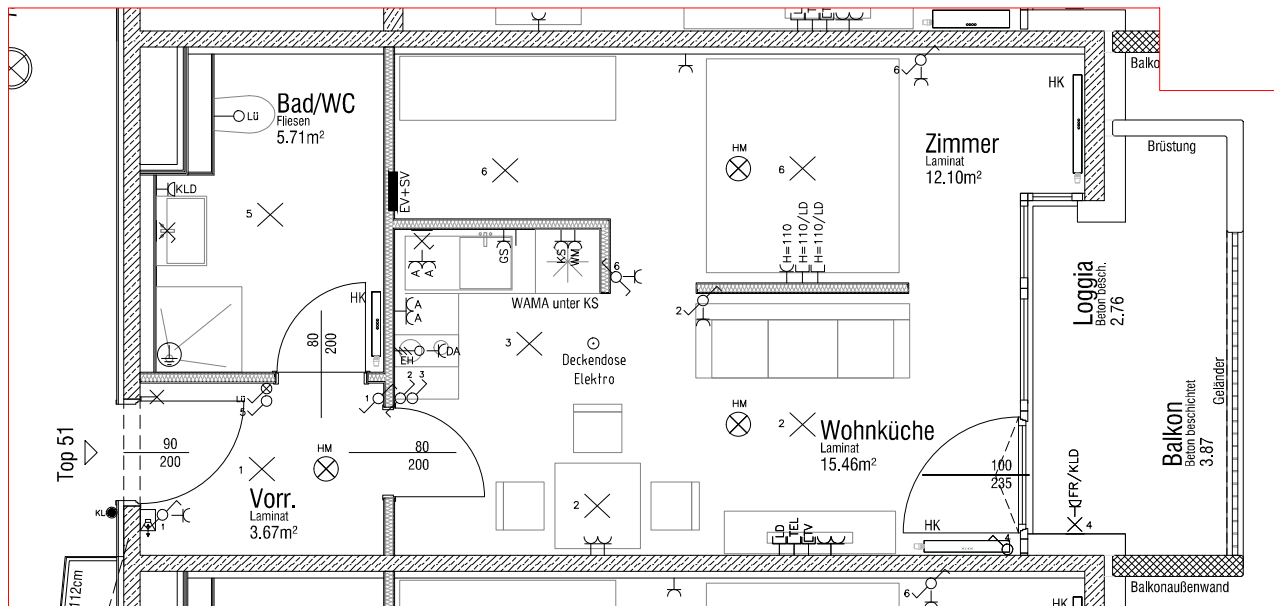 Balko
HK
6
Bad/WC
Fliesen
5.71m²
Lü
Zimmer
Laminat
12.10m²
HM
6
6
Brüstung
KLD
EV+SV
5
H=110
H=110/LD
H=110/LD
GS
KS
WM
A
A
6
WAMA unter KS
HK
A
A
2
Loggia
Beton besch.
2.76
80
200
3
Deckendose
Elektro
EH
DA
Geländer
Lü
5
1
2
3
Balkon
Beton beschichtet
3.87
HM
2
Wohnküche
Laminat
15.46m²
Top 51
90
200
HM
80
200
1
100
235
FR/KLD
4
Vorr.
Laminat
3.67m²
KL
1
2
LD
TEL
TV
HK
4
112cm
Balkonaußenwand
6
HK